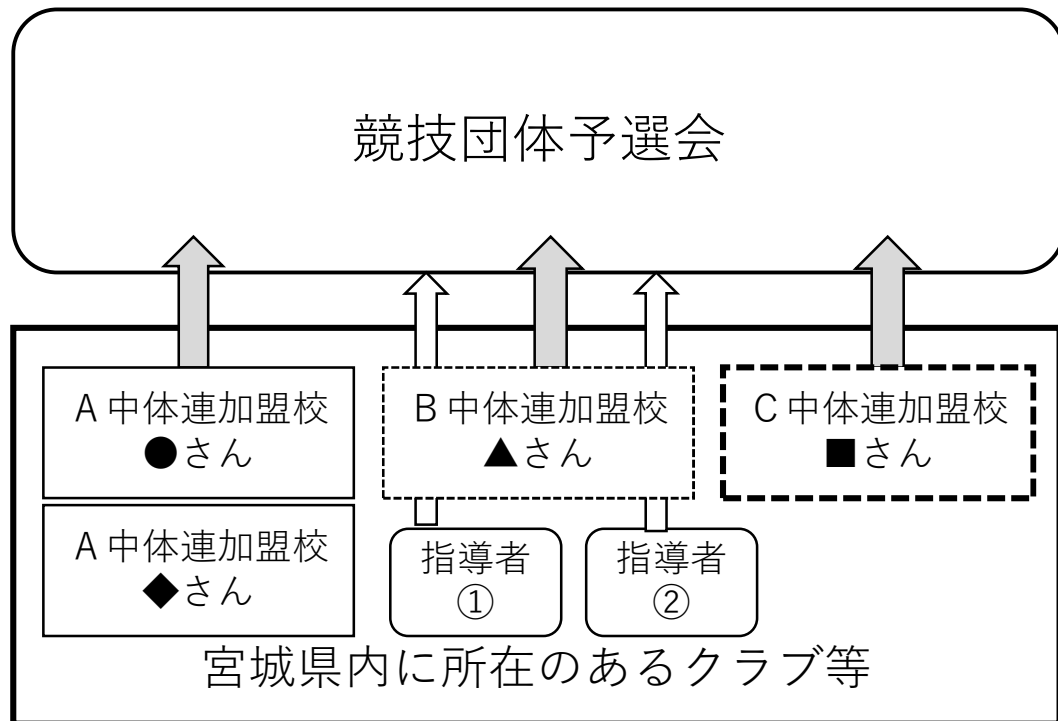 競技団体予選会
A 中体連加盟校
●さん
B 中体連加盟校
▲さん
C 中体連加盟校
■さん
A 中体連加盟校
◆さん
指導者
①
指導者
②
宮城県内に所在のあるクラブ等